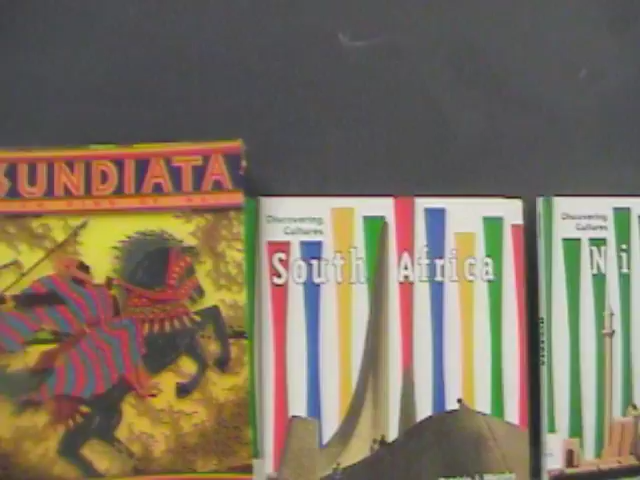 SUNDIATA
Discovering
Cultures
South Africa
Discovering
Cultures
Ni